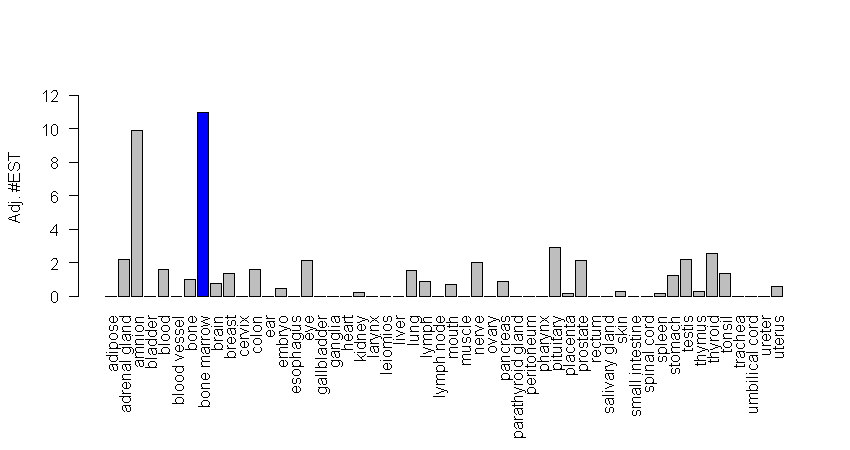 12
10
8
6
4
2
0
Adj. #EST
adipose
adrenal gland
amnion
bladder
blood
blood vessel
bone
bone marrow
brain
breast
cervix
colon
ear
embryo
esophagus
eye
gallbladder
ganglia
heart
kidney
larynx
leiomios
liver
lung
lymph
lymph node
mouth
muscle
nerve
ovary
pancreas
parathyroid gland
peritoneum
pharynx
pituitary
placenta
prostate
rectum
salivary gland
skin
small intestine
spinal cord
spleen
stomach
testis
thymus
thyroid
tonsil
trachea
umbilical cord
ureter
uterus